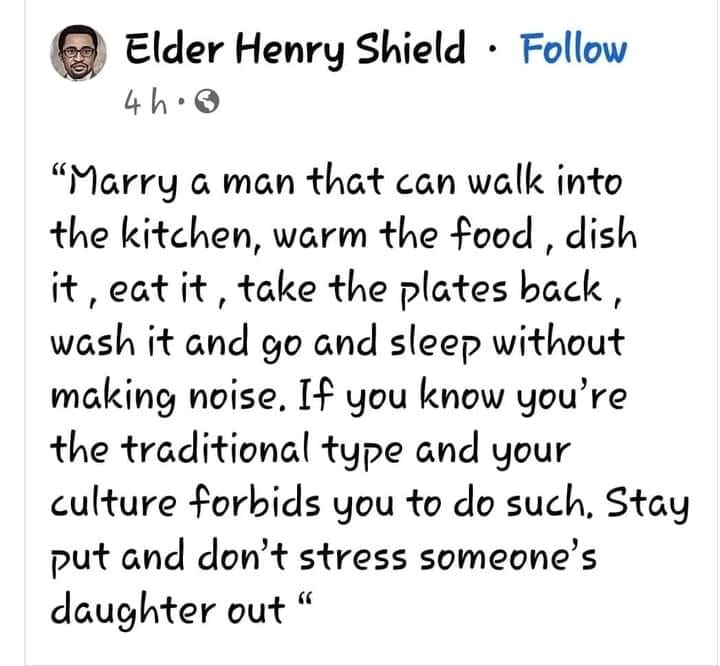 Elder Henry Shield · Follow
4 h ·
“Marry a man that can walk into
the kitchen, warm the food , dish
it , eat it , take the plates back ,
wash it and go and sleep without
making noise. If you know you’re
the traditional type and your
culture forbids you to do such. Stay
put and don’t stress someone’s
daughter out “